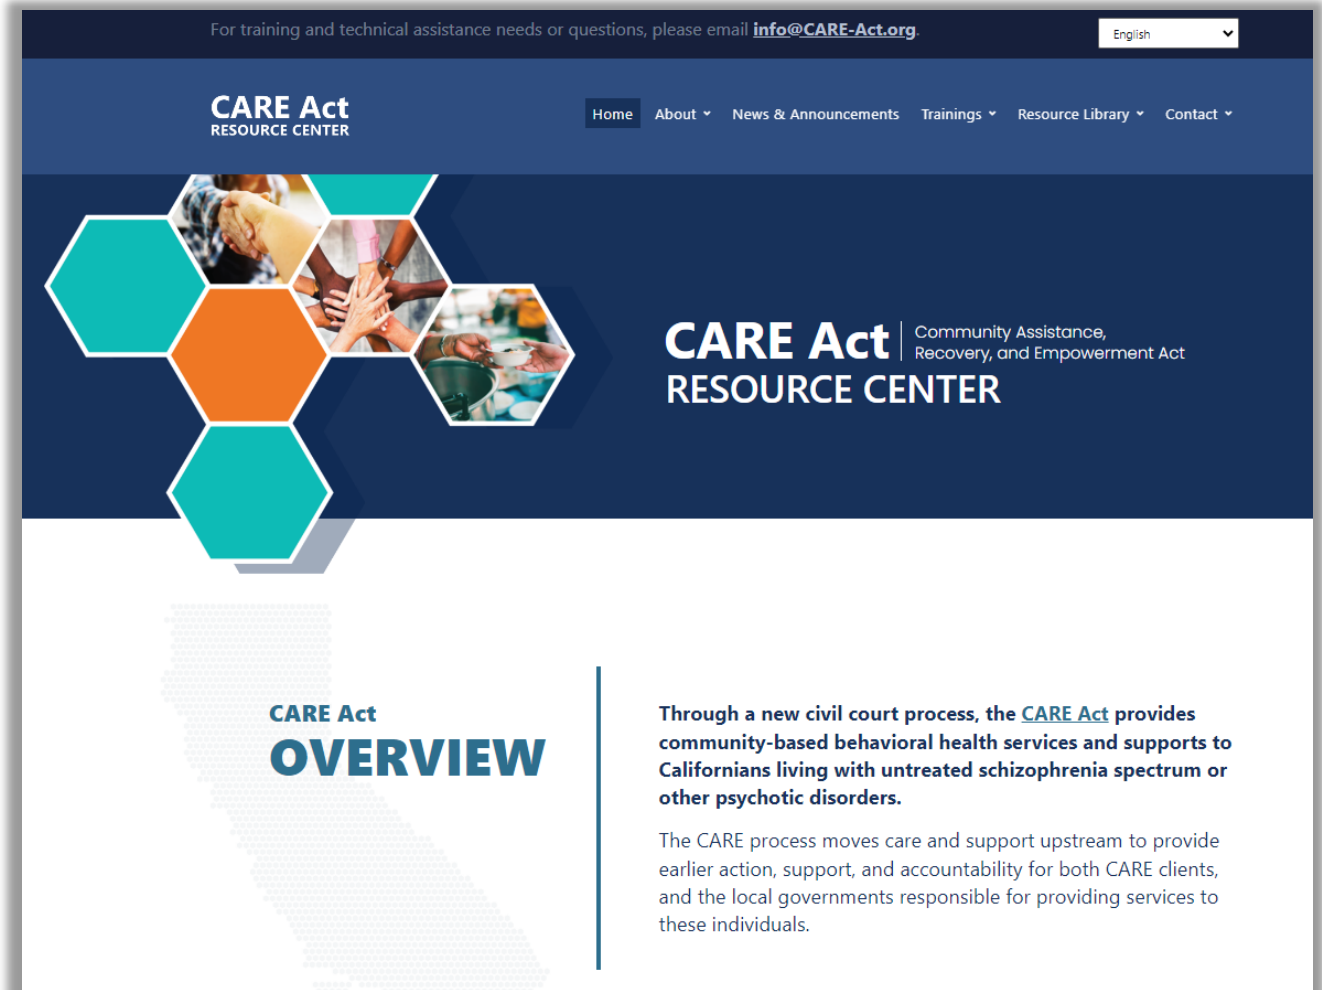 For training and technical assistance needs or questions, please email info@CARE-Act.org.
English
CARE Act
RESOURCE CENTER
Home About News & Announcements Trainings Resource Library Contact
CARE Act
Community Assistance,
Recovery, and Empowerment Act
RESOURCE CENTER
CARE Act
OVERVIEW
Through a new civil court process, the CARE Act provides
community-based behavioral health services and supports to
Californians living with untreated schizophrenia spectrum or
other psychotic disorders.
The CARE process moves care and support upstream to provide
earlier action, support, and accountability for both CARE clients,
and the local governments responsible for providing services to
these individuals.